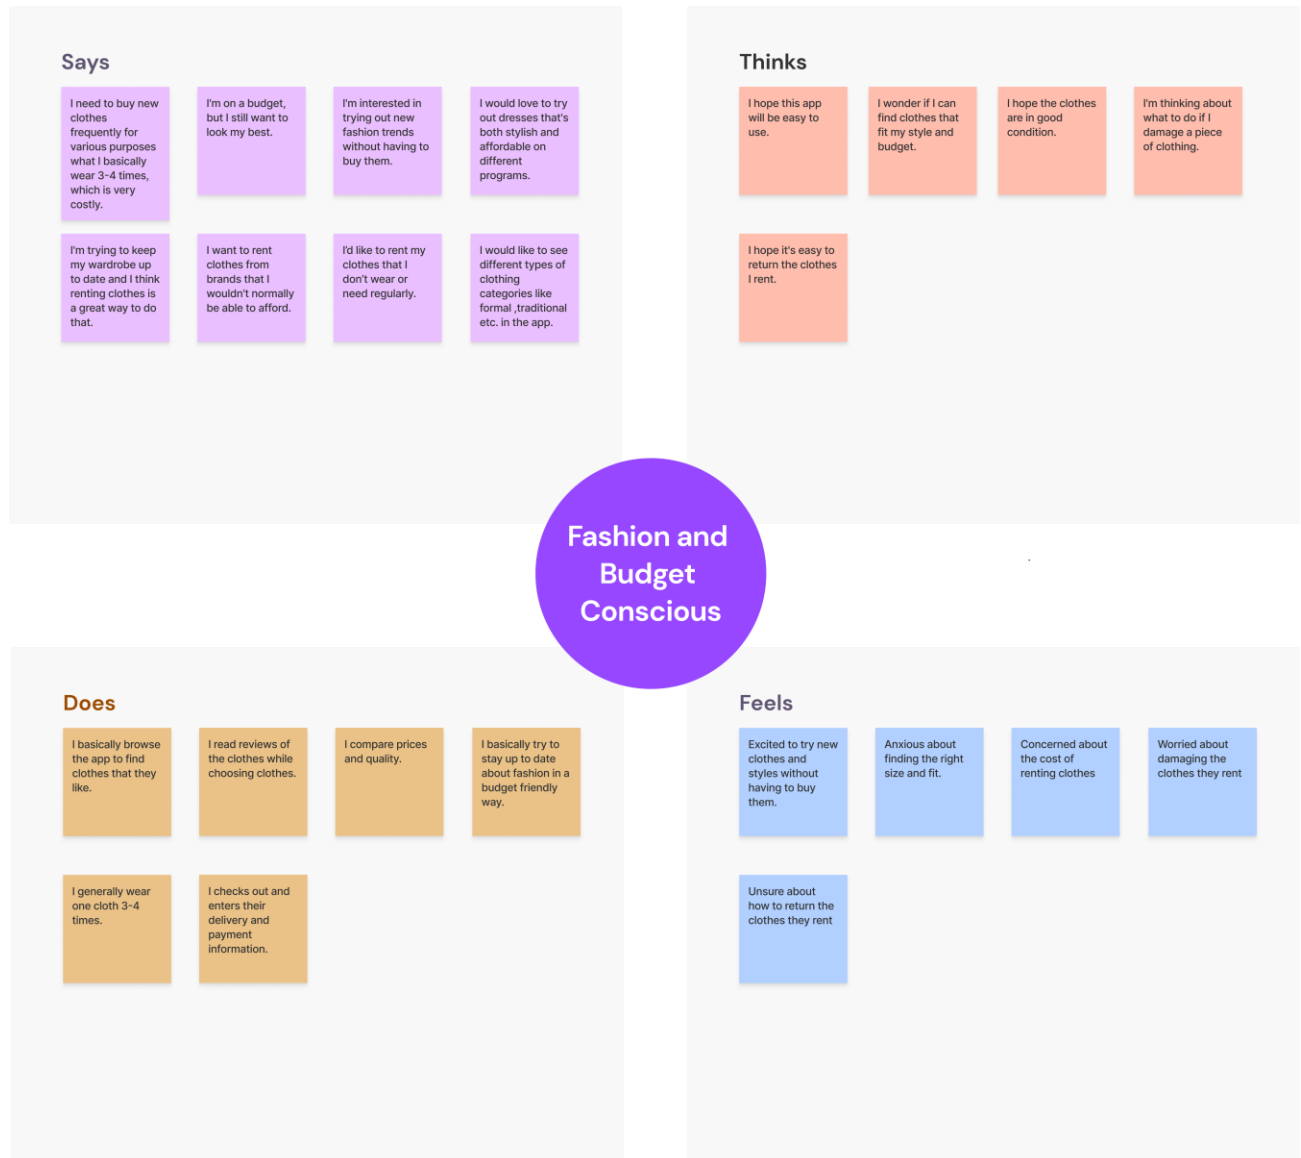 Says
I need to buy new
clothes
frequently for
various purposes
what I basically
wear 3-4 times,
which is very
costly.
I'm on a budget,
but I still want to
look my best.
I'm interested in
trying out new
fashion trends
without having to
buy them.
I would love to try
out dresses that's
both stylish and
affordable on
different
programs.
I'm trying to keep
my wardrobe up
to date and I think
renting clothes is
a great way to do
that.
I want to rent
clothes from
brands that I
wouldn't normally
be able to afford.
I'd like to rent my
clothes that I
don't wear or
need regularly.
I would like to see
different types of
clothing
categories like
formal ,traditional
etc. in the app.
Thinks
I hope this app
will be easy to
use.
I wonder if I can
find clothes that
fit my style and
budget.
I hope the clothes
are in good
condition.
I'm thinking about
what to do if I
damage a piece
of clothing.
I hope it's easy to
return the clothes
I rent.
Fashion and
Budget
Conscious
Does
I basically browse
the app to find
clothes that they
like.
I read reviews of
the clothes while
choosing clothes.
I compare prices
and quality.
I basically try to
stay up to date
about fashion in a
budget friendly
way.
I generally wear
one cloth 3-4
times.
I checks out and
enters their
delivery and
payment
information.
Feels
Excited to try new
clothes and
styles without
having to buy
them.
Anxious about
finding the right
size and fit.
Concerned about
the cost of
renting clothes
Worried about
damaging the
clothes they rent
Unsure about
how to return the
clothes they rent